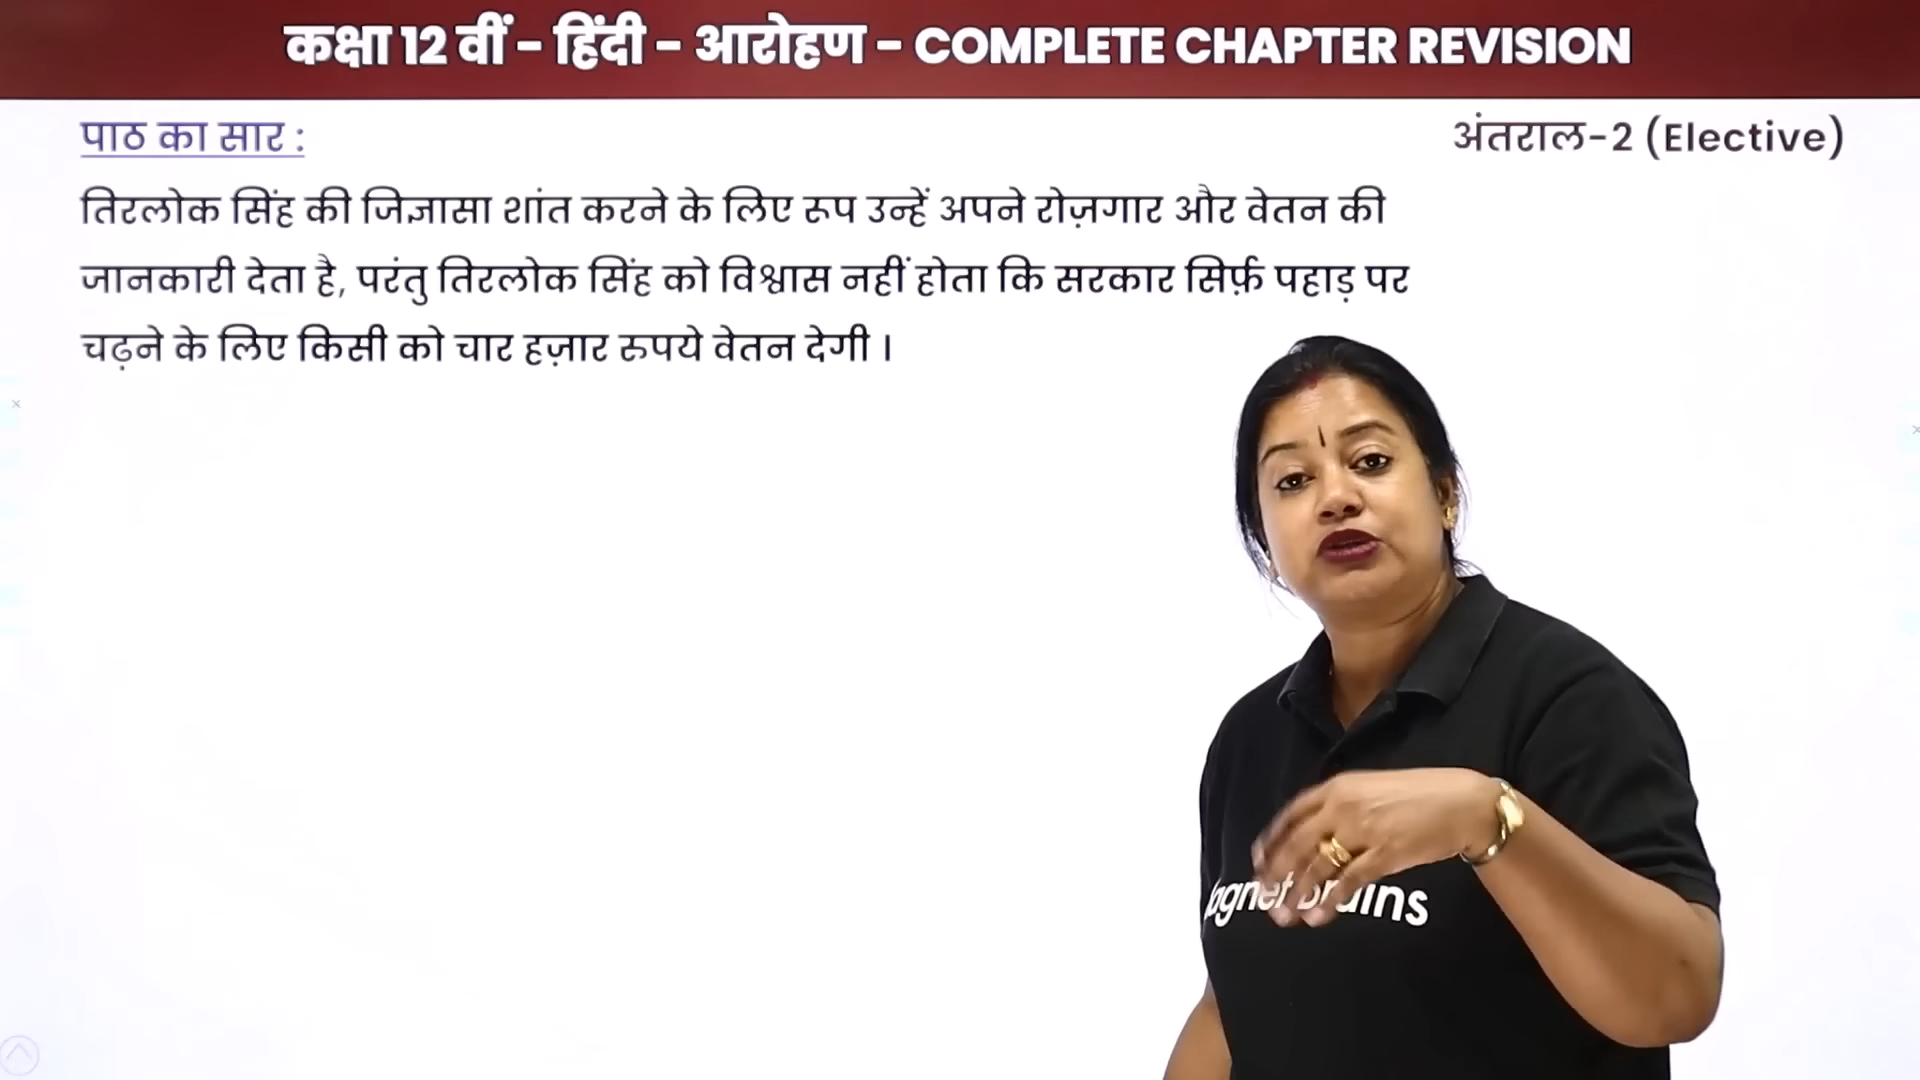 कक्षा 12 वीं - हिंदी - आरोहण - COMPLETE CHAPTER REVISION
पाठ का सार :
अंतराल-2 (Elective)
तिरलोक सिंह की जिज्ञासा शांत करने के लिए रूप उन्हें अपने रोज़गार और वेतन की
जानकारी देता है, परंतु तिरलोक सिंह को विश्वास नहीं होता कि सरकार सिर्फ़ पहाड़ पर
चढ़ने के लिए किसी को चार हज़ार रुपये वेतन देगी ।